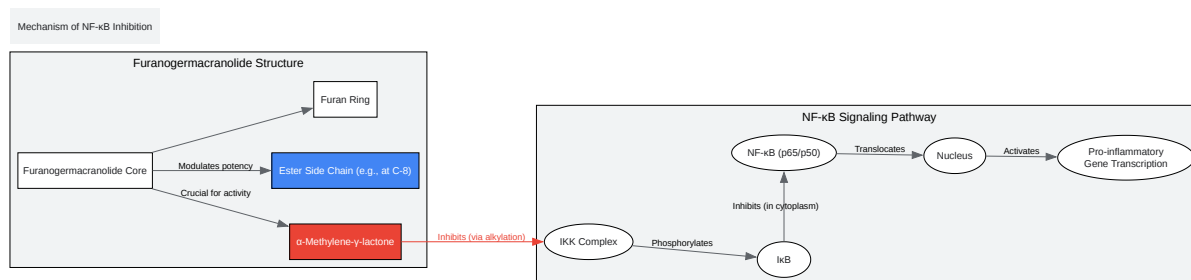 Mechanism of NF-κB Inhibition
Furanogermacranolide Structure
Furan Ring
Furanogermacranolide Core
Modulates potency
Ester Side Chain (e.g., at C-8)
Crucial for activity
α-Methylene-γ-lactone
Inhibits (via alkylation)
NF-κB Signaling Pathway
NF-κB (p65/p50)
Translocates
Nucleus
Activates
Pro-inflammatory
Gene Transcription
Inhibits (in cytoplasm)
IKK Complex
Phosphorylates
IκB